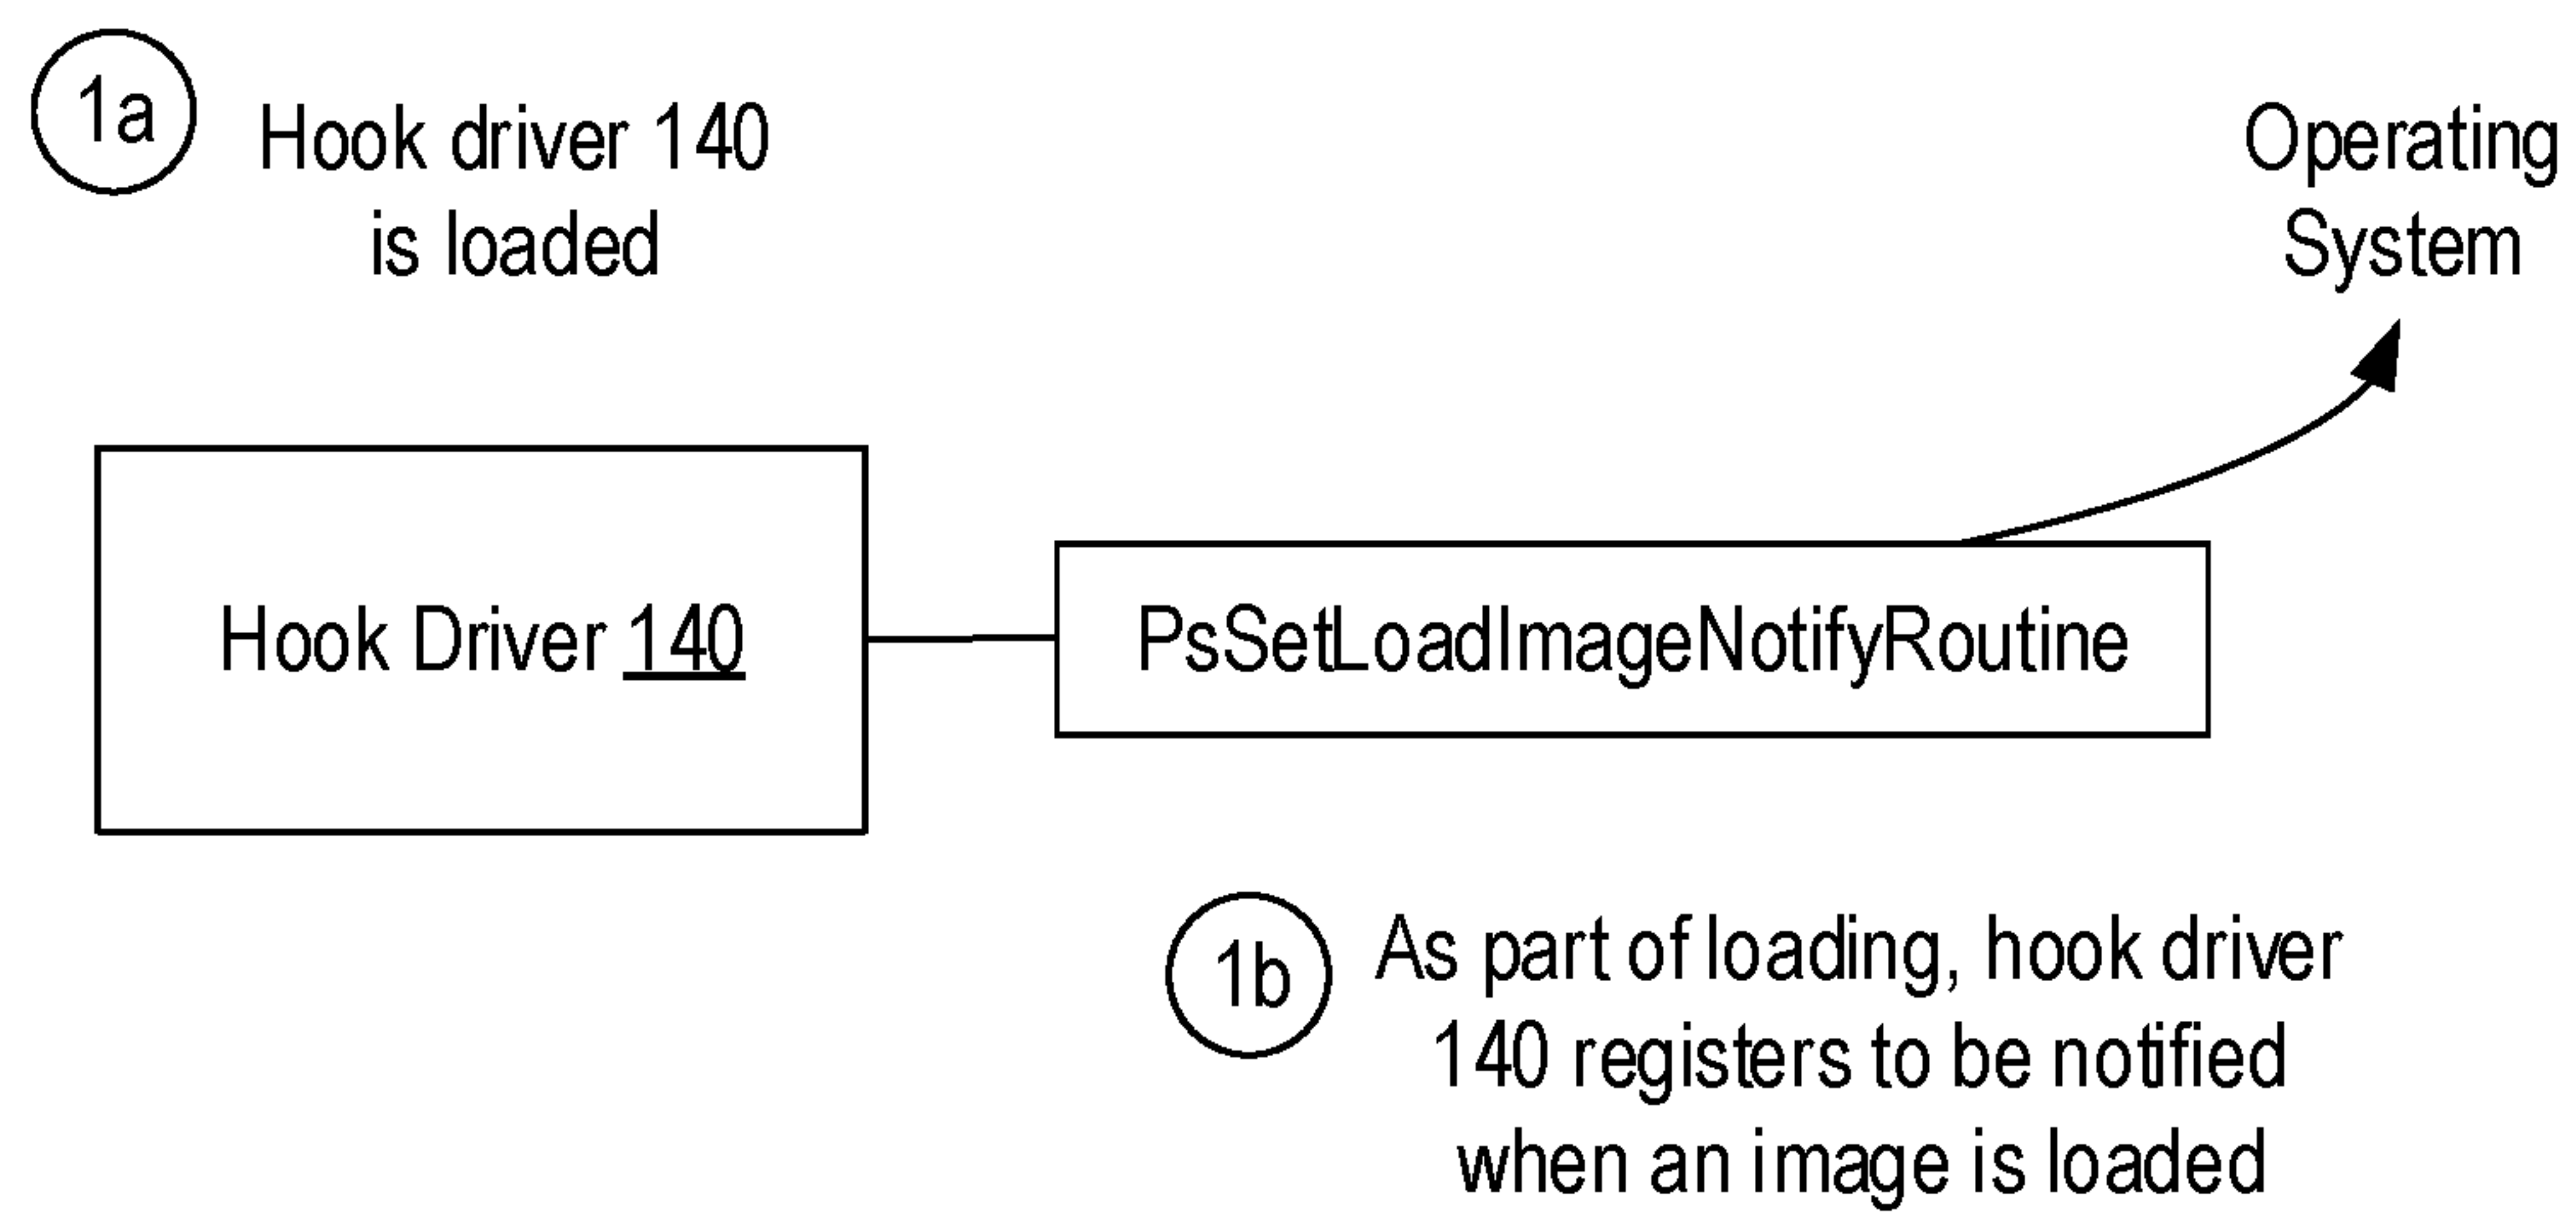 1a
Hook driver 140
is loaded
Operating
System
Hook Driver 140
PsSetLoadImageNotifyRoutine
1b
As part of loading, hook driver
140 registers to be notified
when an image is loaded